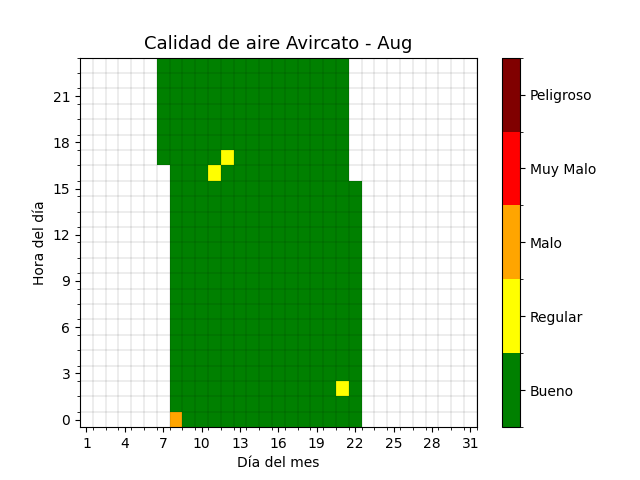 Calidad de aire Avircato - Aug
Hora del día
21
18
15
12
9
6
3
0
1 4 7 10 13 16 19 22 25 28 31
Día del mes
Peligroso
Muy Malo
Malo
Regular
Bueno